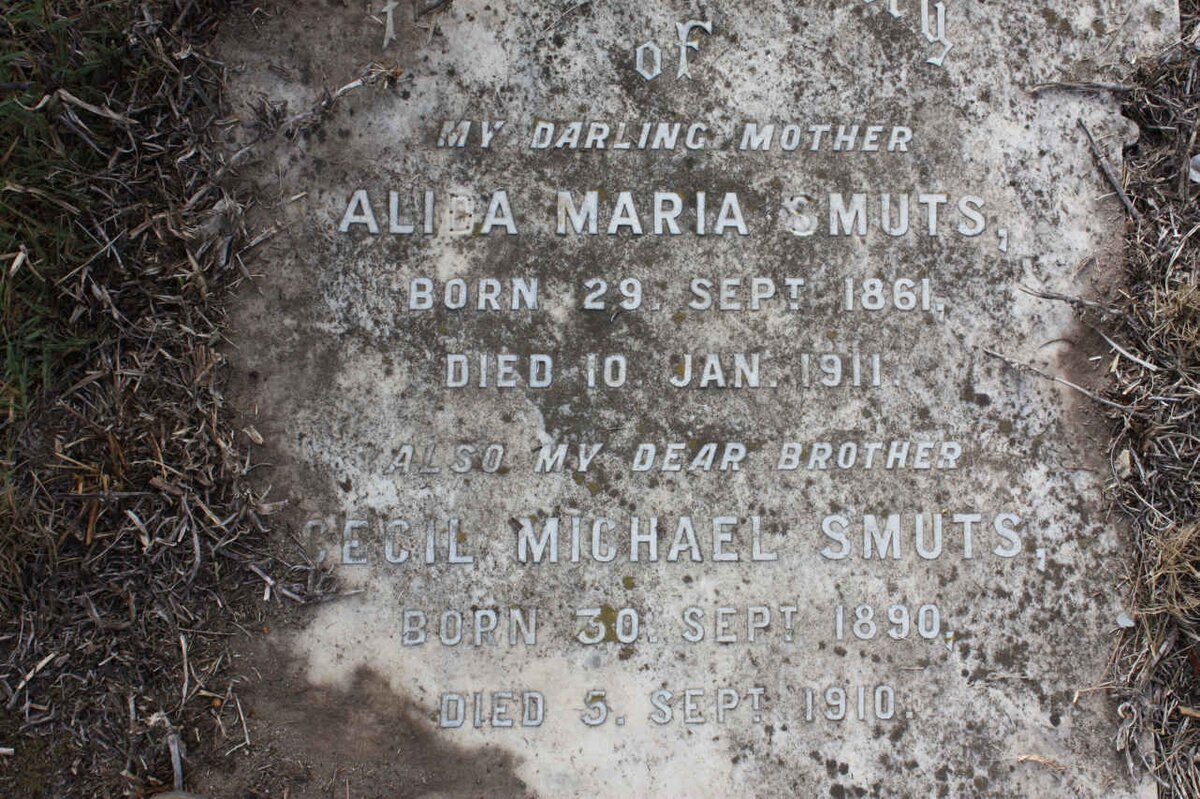 of
MY DARLING MOTHER
ALIDA MARIA SMUTS,
BORN 29. SEPT. 1861,
DIED 10. JAN. 1911.
ALSO MY DEAR BROTHER
CECIL MICHAEL SMUTS,
BORN 30. SEPT. 1890,
DIED 5. SEPT. 1910.